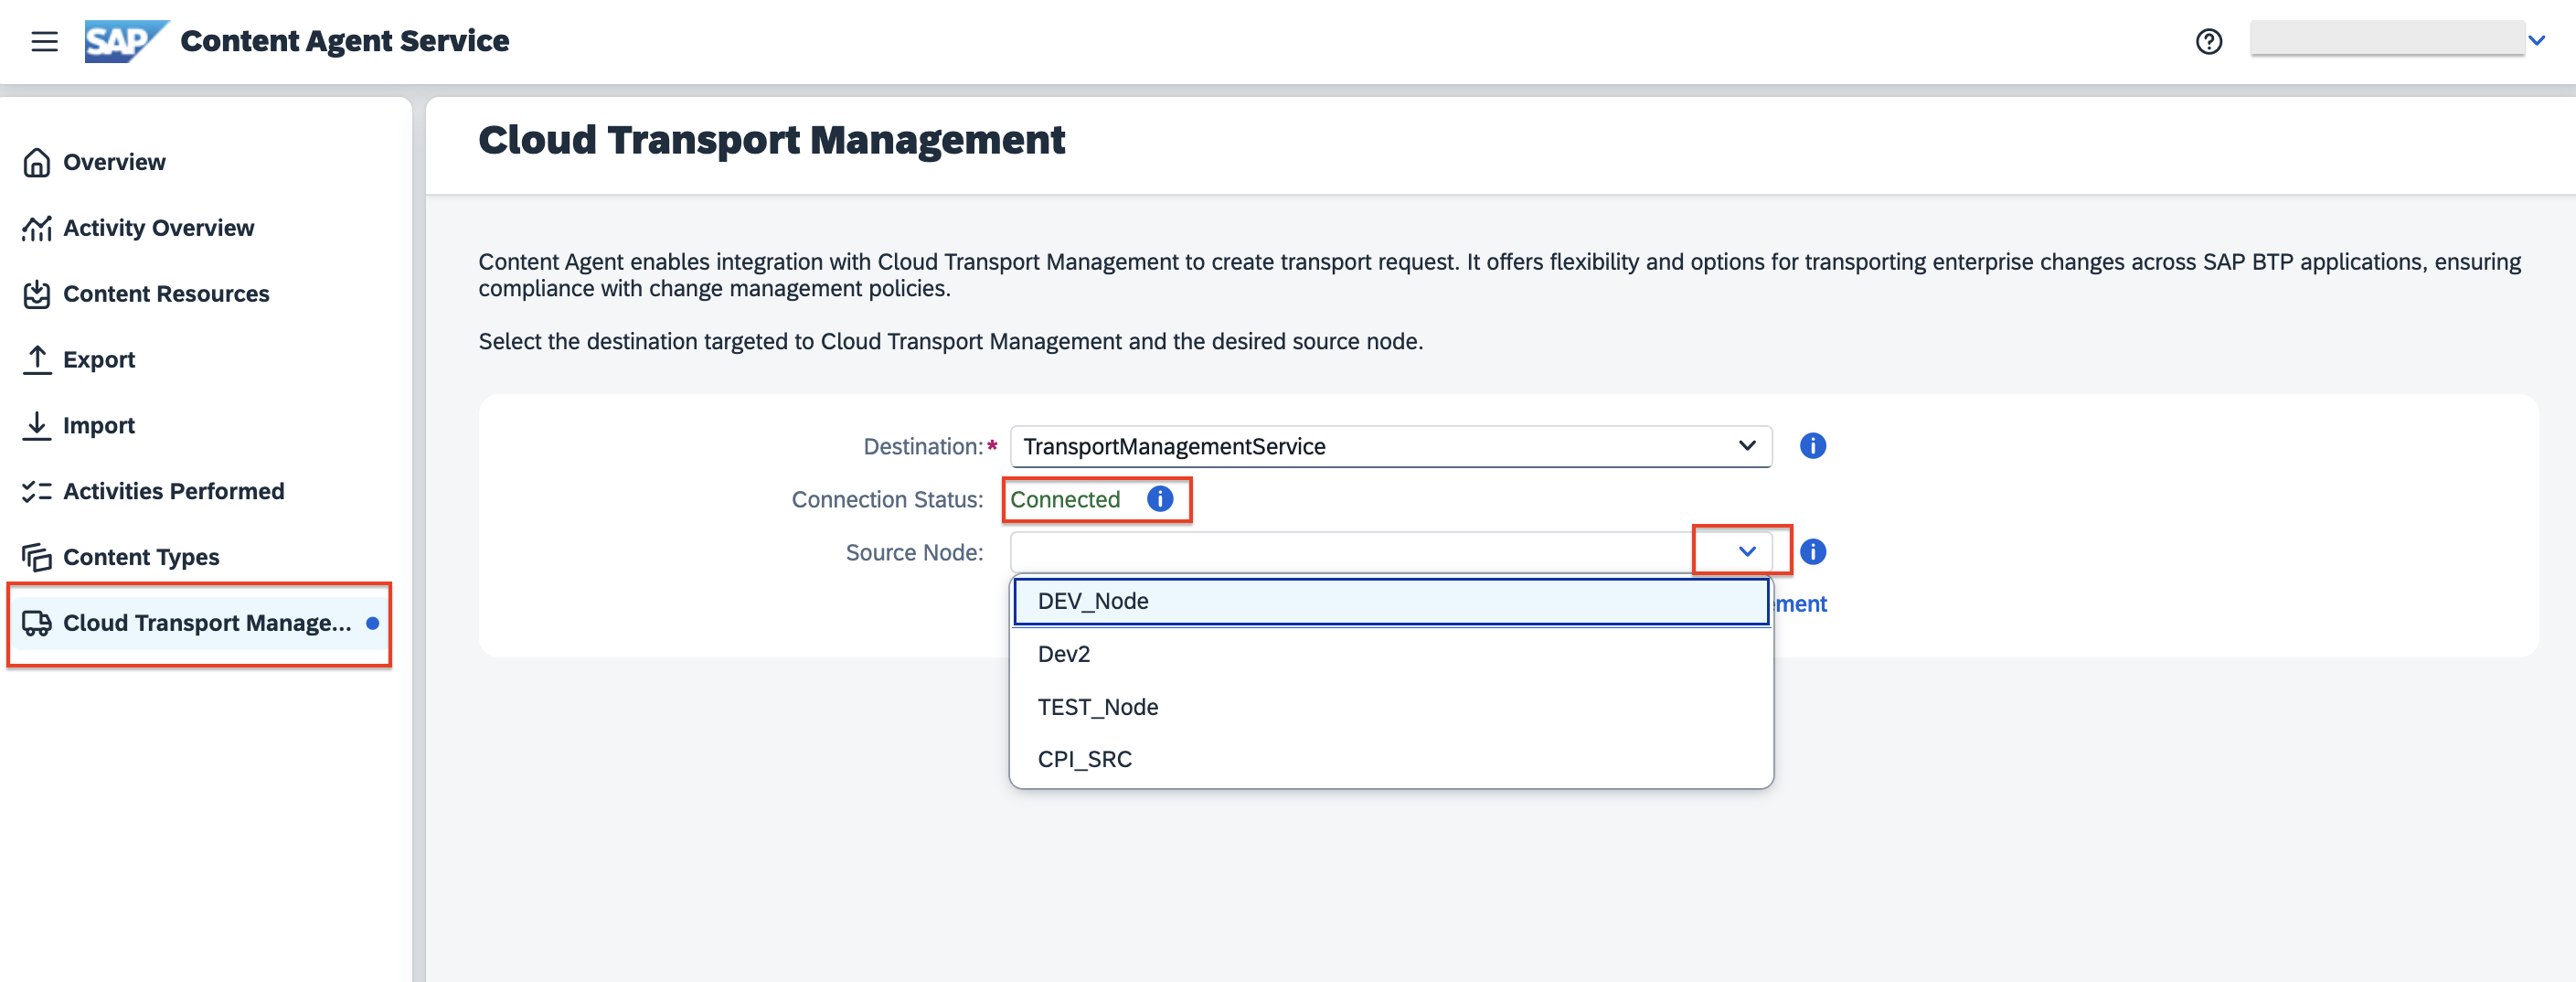 SAP Content Agent Service
Overview
Activity Overview
Content Resources
Export
Import
Activities Performed
Content Types
Cloud Transport Manage...
Cloud Transport Management
Content Agent enables integration with Cloud Transport Management to create transport request. It offers flexibility and options for transporting enterprise changes across SAP BTP applications, ensuring
compliance with change management policies.
Select the destination targeted to Cloud Transport Management and the desired source node.
Destination:* TransportManagementService
Connection Status: Connected
Source Node:
DEV_Node
ment
Dev2
TEST_Node
CPI_SRC